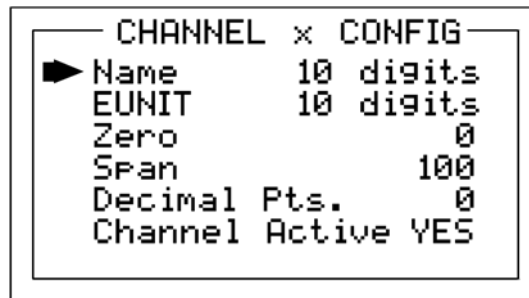 CHANNEL x CONFIG
Name 10 digits
EUNIT 10 digits
Zero 0
Span 100
Decimal Pts. 0
Channel Active YES